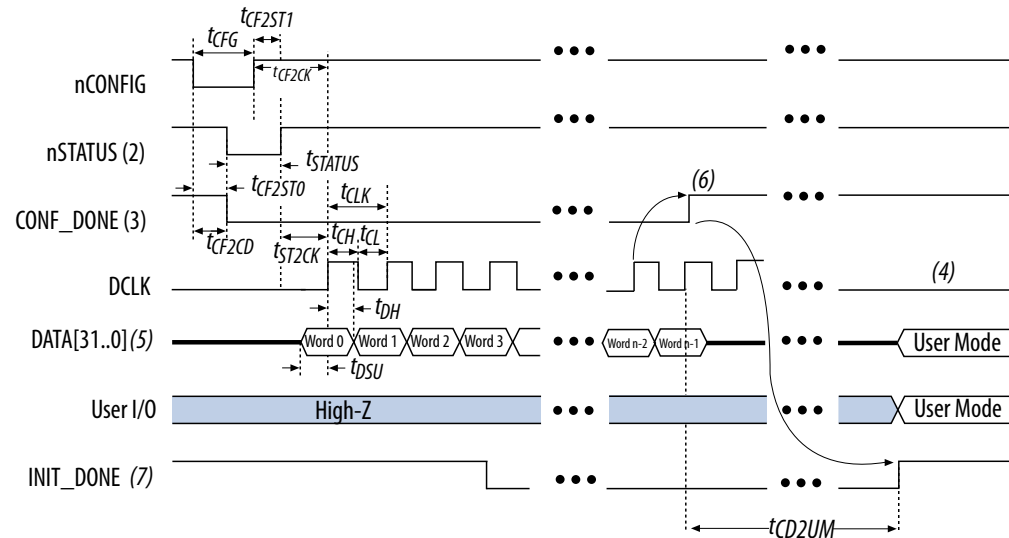 tCF2ST1
tCFG
nCONFIG
tCF2CK
nSTATUS (2)
tSTATUS
tCF2ST0
tCLK
(6)
CONF_DONE (3)
tCH tCL
tCF2CD
tST2CK
(4)
DCLK
tDH
DATA[31..0](5)
Word 0 Word 1 Word 2 Word 3 Word n-2 Word n-1 User Mode
tDSU
User I/O High-Z User Mode
INIT_DONE (7)
tCD2UM